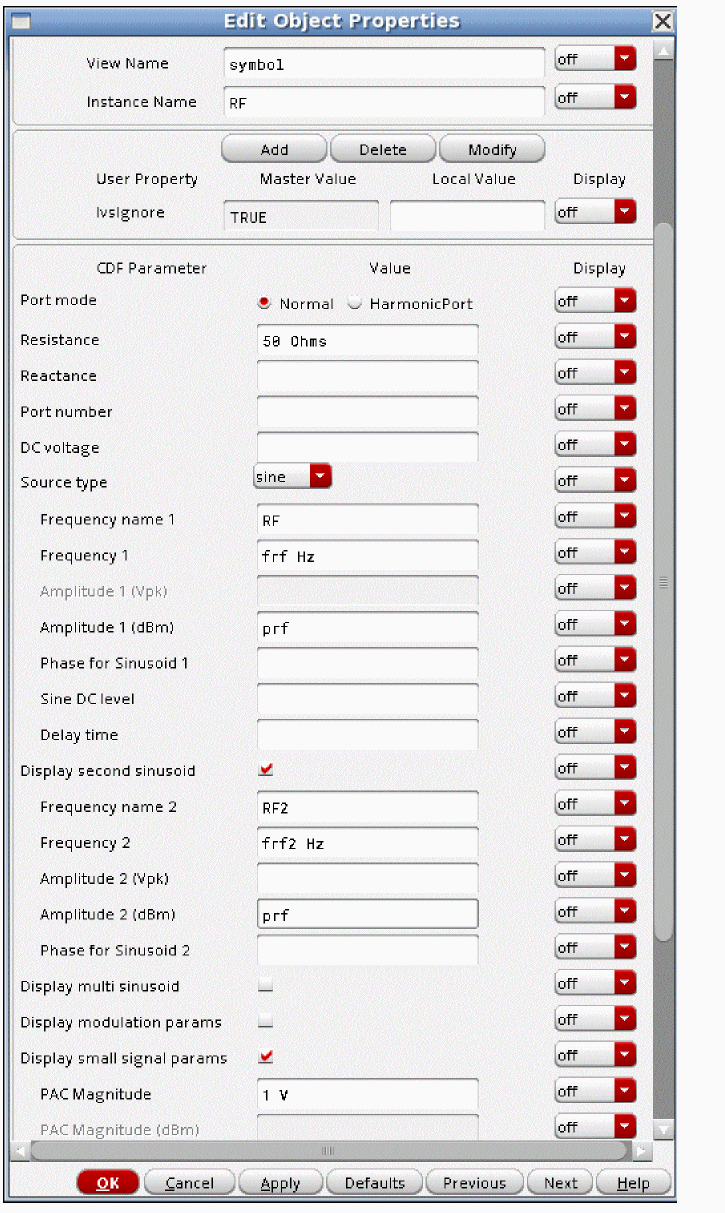 Edit Object Properties
View Name symbol off
Instance Name RF off
Add Delete Modify
User Property Master Value Local Value Display
lvsIgnore TRUE off
CDF Parameter Value Display
Port mode Normal HarmonicPort off
Resistance 50 Ohms off
Reactance off
Port number off
DC voltage off
Source type sine off
Frequency name 1 RF off
Frequency 1 frf Hz off
Amplitude 1 (Vpk) off
Amplitude 1 (dBm) prf off
Phase for Sinusoid 1 off
Sine DC level off
Delay time off
Display second sinusoid off
Frequency name 2 RF2 off
Frequency 2 frf2 Hz off
Amplitude 2 (Vpk) off
Amplitude 2 (dBm) prf off
Phase for Sinusoid 2 off
Display multi sinusoid off
Display modulation params off
Display small signal params off
PAC Magnitude 1 V off
PAC Magnitude (dBm) off
OK Cancel Apply Defaults Previous Next Help